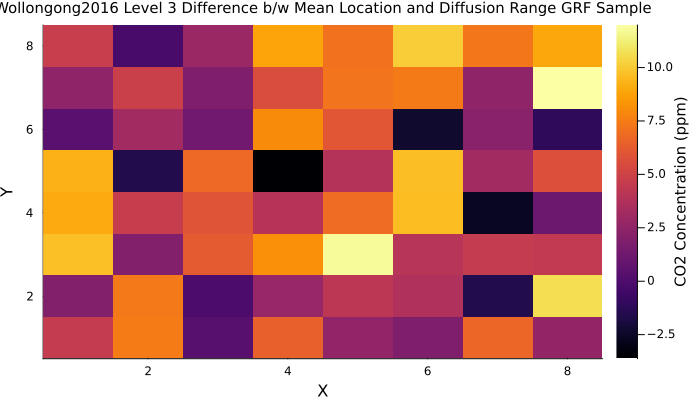 Wollongong2016 Level 3 Difference b/w Mean Location and Diffusion Range GRF Sample
8
6
4
2
Y
2 4 6 8
X
10.0
7.5
5.0
2.5
0
−2.5
CO2 Concentration (ppm)